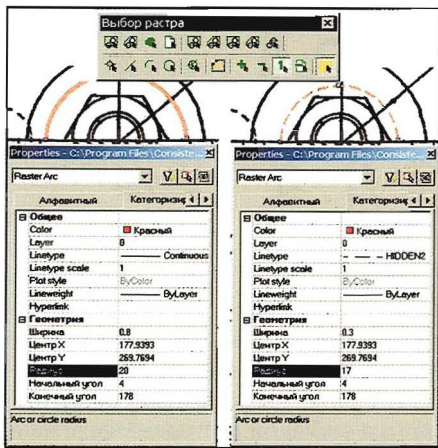 Выбор растра
Properties - C:\Program Files\Consiste...
Raster Arc
Алфавитный
Категоризи
Общее
Color Красный
Layer 0
Linetype Continuous
Linetype scale 1
Plot style ByColor
Lineweight ByLayer
Hyperlink
Геометрия
Ширина 0.8
Центр X 177.9393
Центр Y 269.7694
Радиус 20
Начальный угол 4
Конечный угол 178
Arc or circle radius
Properties - C:\Program Files\Consiste...
Raster Arc
Алфавитный
Категоризи
Общее
Color Красный
Layer 0
Linetype HIDDEN2
Linetype scale 1
Plot style ByColor
Lineweight ByLayer
Hyperlink
Геометрия
Ширина 0.3
Центр X 177.9393
Центр Y 269.7694
Радиус 17
Начальный угол 4
Конечный угол 178
Arc or circle radius